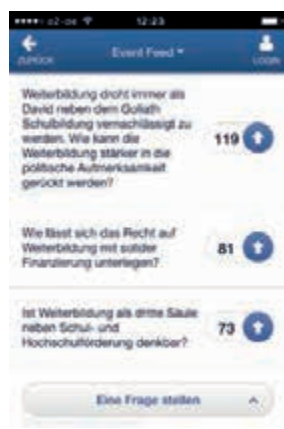 o2-de 12:23
ZURÜCK Event Feed LOGIN
Weiterbildung droht immer als
David neben dem Goliath
Schulbildung vernachlässigt zu
werden. Wie kann die
Weiterbildung stärker in die
politische Aufmerksamkeit
gerückt werden?
119
Wie lässt sich das Recht auf
Weiterbildung mit solider
Finanzierung unterlegen?
81
Ist Weiterbildung als dritte Säule
neben Schul- und
Hochschulförderung denkbar?
73
Eine Frage stellen